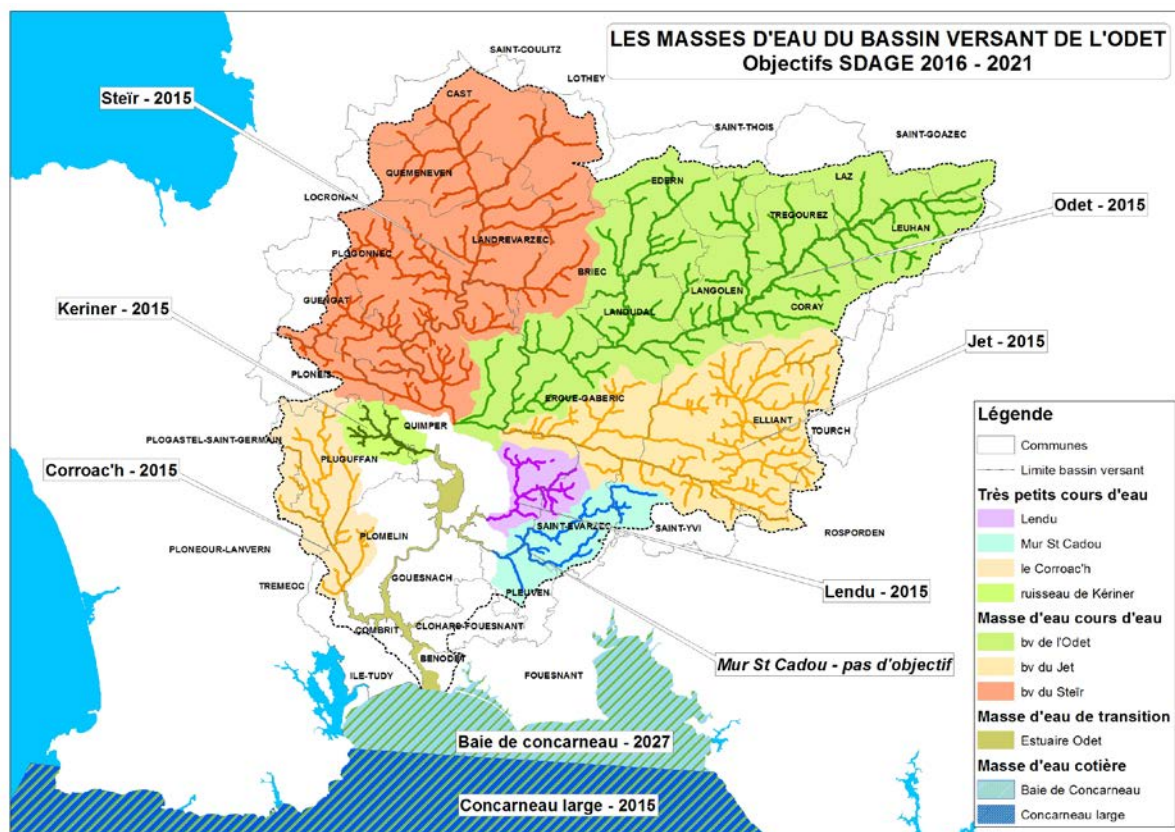 LES MASSES D'EAU DU BASSIN VERSANT DE L'ODET
Objectifs SDAGE 2016 - 2021
SAINT-COULITZ
LOTHEY
CAST
Steïr - 2015
SAINT-THOIS
SAINT-GOAZEC
QUEMENEVEN
EDERN
LAZ
LOCRONAN
TREGOUREZ
Odet - 2015
LEUHAN
PLOGONNEC
LANDREVARZEC
BRIEC
LANGOLEN
GUENGAT
CORAY
Keriner - 2015
LANDUDAL
Jet - 2015
PLONEIS
ERGUE-GABERIC
ELLIANT
TOURCH
QUIMPER
PLOGASTEL-SAINT-GERMAIN
PLUGUFFAN
Corroac'h - 2015
SAINT-EVARZEC
SAINT-YVI
ROSPORDEN
PLOMELIN
PLONEOUR-LANVERN
GOUESNACH
TREMEOC
PLEUVEN
Lendu - 2015
COMBRIT
CLOHARS-FOUESNANT
BENODET
Mur St Cadou - pas d'objectif
ILE-TUDY
FOUESNANT
Baie de concarneau - 2027
Concarneau large - 2015
Légende
Communes
Limite bassin versant
Très petits cours d'eau
Lendu
Mur St Cadou
le Corroac'h
ruisseau de Kériner
Masse d'eau cours d'eau
bv de l'Odet
bv du Jet
bv du Steïr
Masse d'eau de transition
Estuaire Odet
Masse d'eau cotière
Baie de Concarneau
Concarneau large